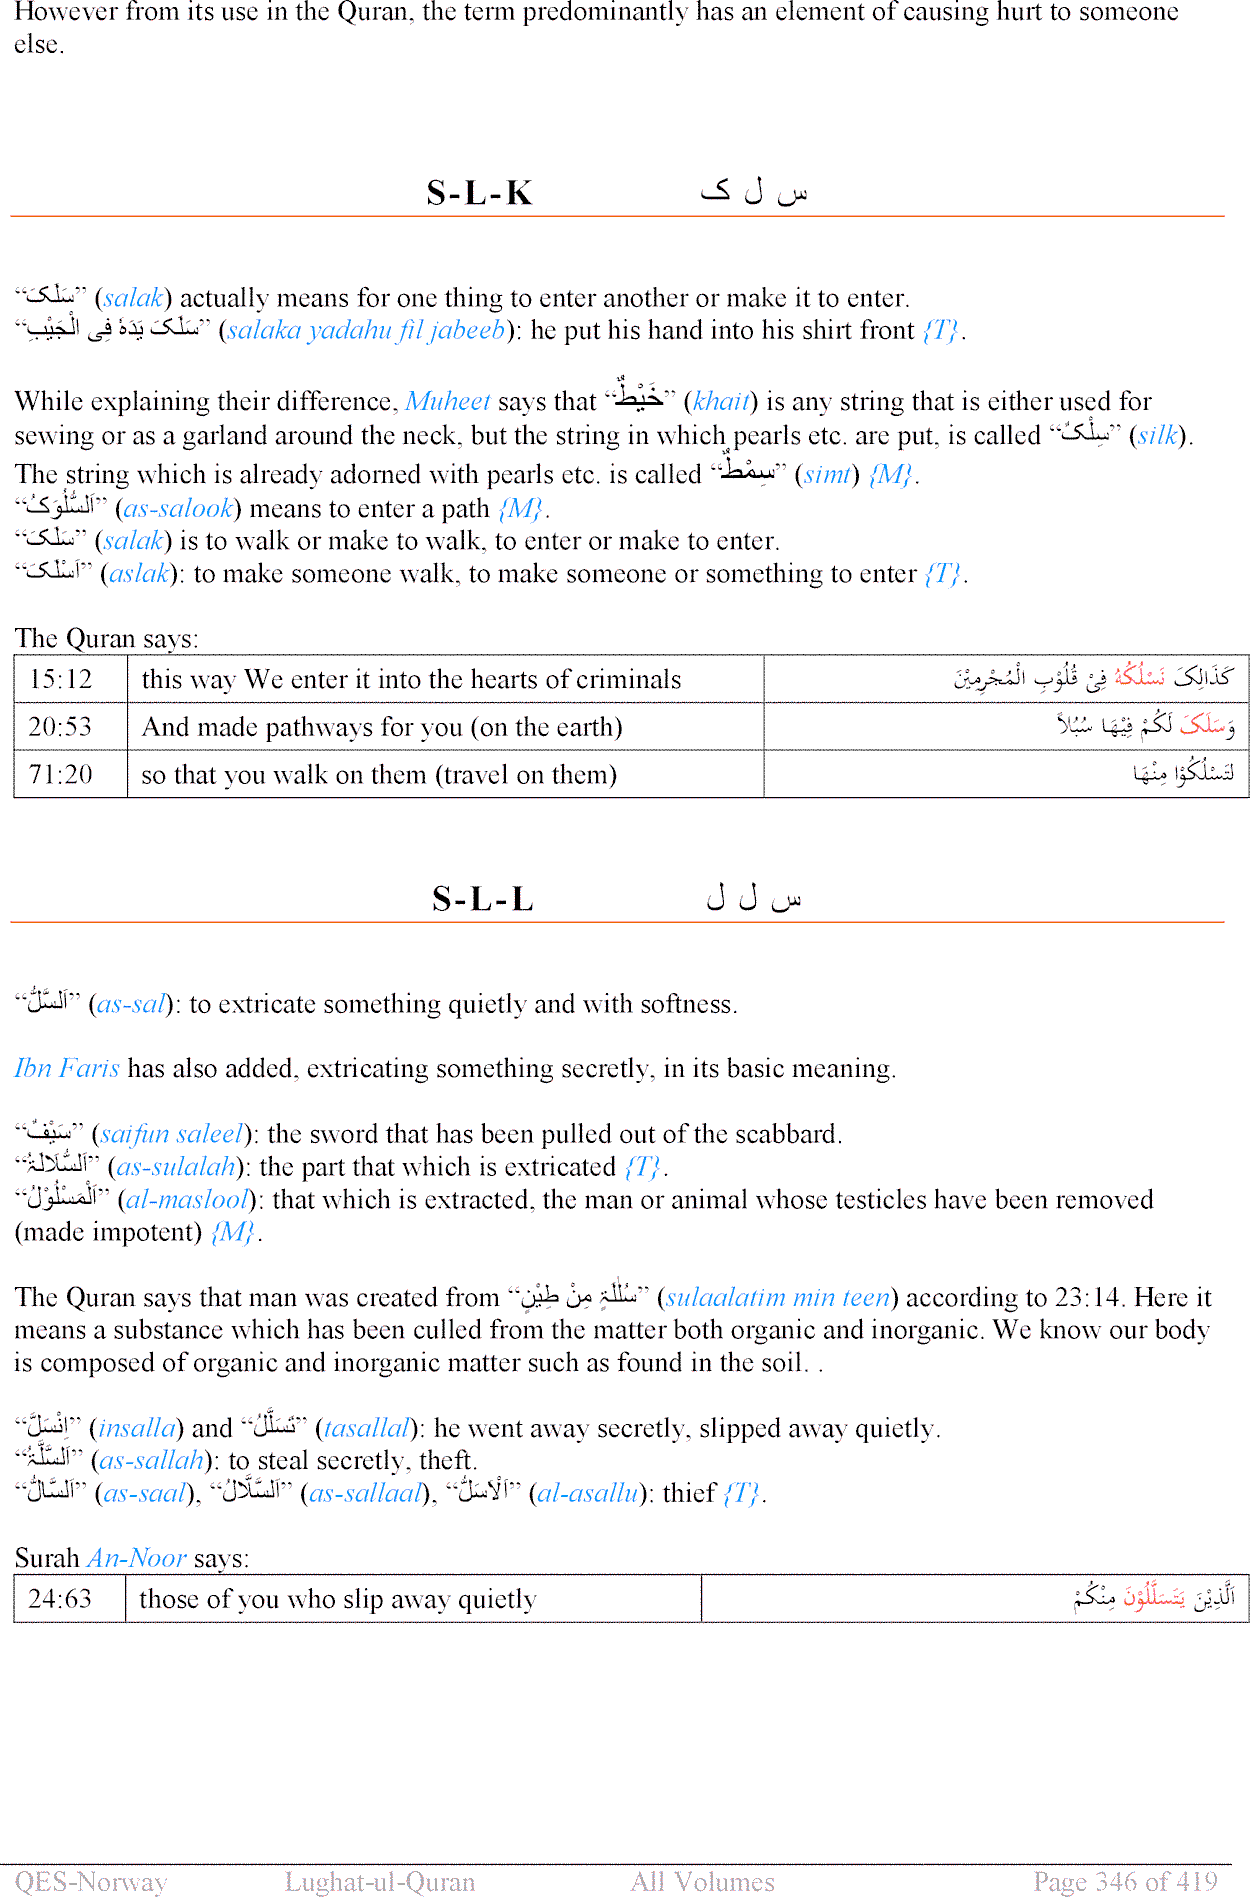 However from its use in the Quran, the term predominantly has an element of causing hurt to someone
else.
S-L-K س ل ک
“سَلَکَ” (salak) actually means for one thing to enter another or make it to enter.
“سَلَکَ یَدَہٗ فِی الْجَیْبِ” (salaka yadahu fil jabeeb): he put his hand into his shirt front {T}.
While explaining their difference, Muheet says that “خَیْطٌ” (khait) is any string that is either used for
sewing or as a garland around the neck, but the string in which pearls etc. are put, is called “سِلْکٌ” (silk).
The string which is already adorned with pearls etc. is called “سِمْطٌ” (simt) {M}.
“اَلسُّلُوْکُ” (as-salook) means to enter a path {M}.
“سَلَکَ” (salak) is to walk or make to walk, to enter or make to enter.
“اَسْلَکَ” (aslak): to make someone walk, to make someone or something to enter {T}.
The Quran says:
15:12 this way We enter it into the hearts of criminals کَذَالِکَ نَسْلُکُہٗ فِیْ قُلُوْبِ الْمُجْرِمِیْنَ
20:53 And made pathways for you (on the earth) وَسَلَکَ لَکُمْ فِیْھَا سُبُلاً
71:20 so that you walk on them (travel on them) لِتَسْلُکُوْا مِنْھَا
S-L-L س ل ل
“اَلسَّلُّ” (as-sal): to extricate something quietly and with softness.
Ibn Faris has also added, extricating something secretly, in its basic meaning.
“سَیْفٌ” (saifun saleel): the sword that has been pulled out of the scabbard.
“اَلسُّلَالَۃُ” (as-sulalah): the part that which is extricated {T}.
“اَلْمَسْلُوْلُ” (al-maslool): that which is extracted, the man or animal whose testicles have been removed
(made impotent) {M}.
The Quran says that man was created from “سُلٰلَۃٍ مِنْ طِیْنٍ” (sulaalatim min teen) according to 23:14. Here it
means a substance which has been culled from the matter both organic and inorganic. We know our body
is composed of organic and inorganic matter such as found in the soil. .
“اِنْسَلَّ” (insalla) and “تَسَلَّلَ” (tasallal): he went away secretly, slipped away quietly.
“اَلسَّلَّۃُ” (as-sallah): to steal secretly, theft.
“اَلسَّالُّ” (as-saal), “اَلسَّلَّالُ” (as-sallaal), “اَلْاَسَلُّ” (al-asallu): thief {T}.
Surah An-Noor says:
24:63 those of you who slip away quietly اَلَّذِیْنَ یَتَسَلَّلُوْنَ مِنْکُمْ
QES-Norway Lughat-ul-Quran All Volumes Page 346 of 419